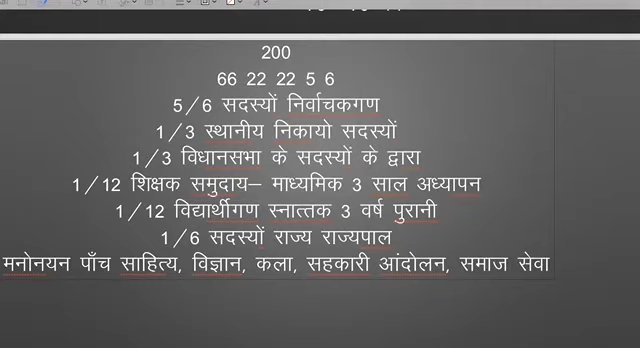 200
66 22 22 5 6
5/6 सदस्यों निर्वाचकगण
1/3 स्थानीय निकायो सदस्यों
1/3 विधानसभा के सदस्यों के द्वारा
1/12 शिक्षक समुदाय– माध्यमिक 3 साल अध्यापन
1/12 विद्यार्थीगण स्नात्तक 3 वर्ष पुरानी
1/6 सदस्यों राज्य राज्यपाल
मनोनयन पाँच साहित्य, विज्ञान, कला, सहकारी आंदोलन, समाज सेवा